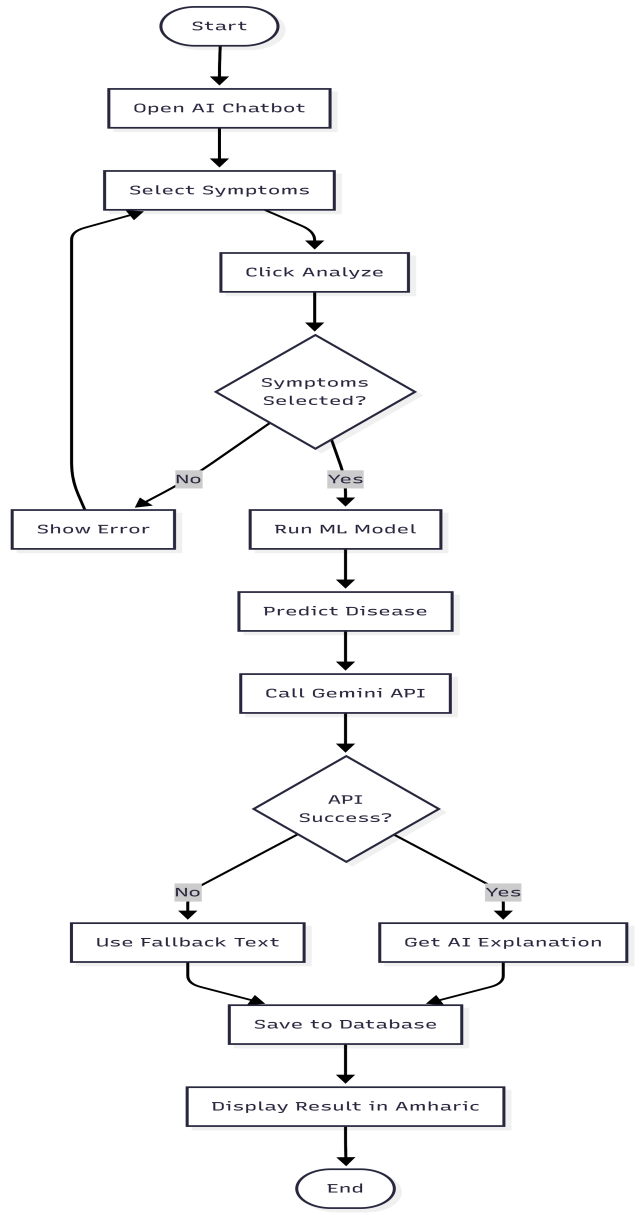 Start
Open AI Chatbot
Select Symptoms
Click Analyze
Symptoms
Selected?
No
Yes
Show Error
Run ML Model
Predict Disease
Call Gemini API
API
Success?
No
Yes
Use Fallback Text
Get AI Explanation
Save to Database
Display Result in Amharic
End